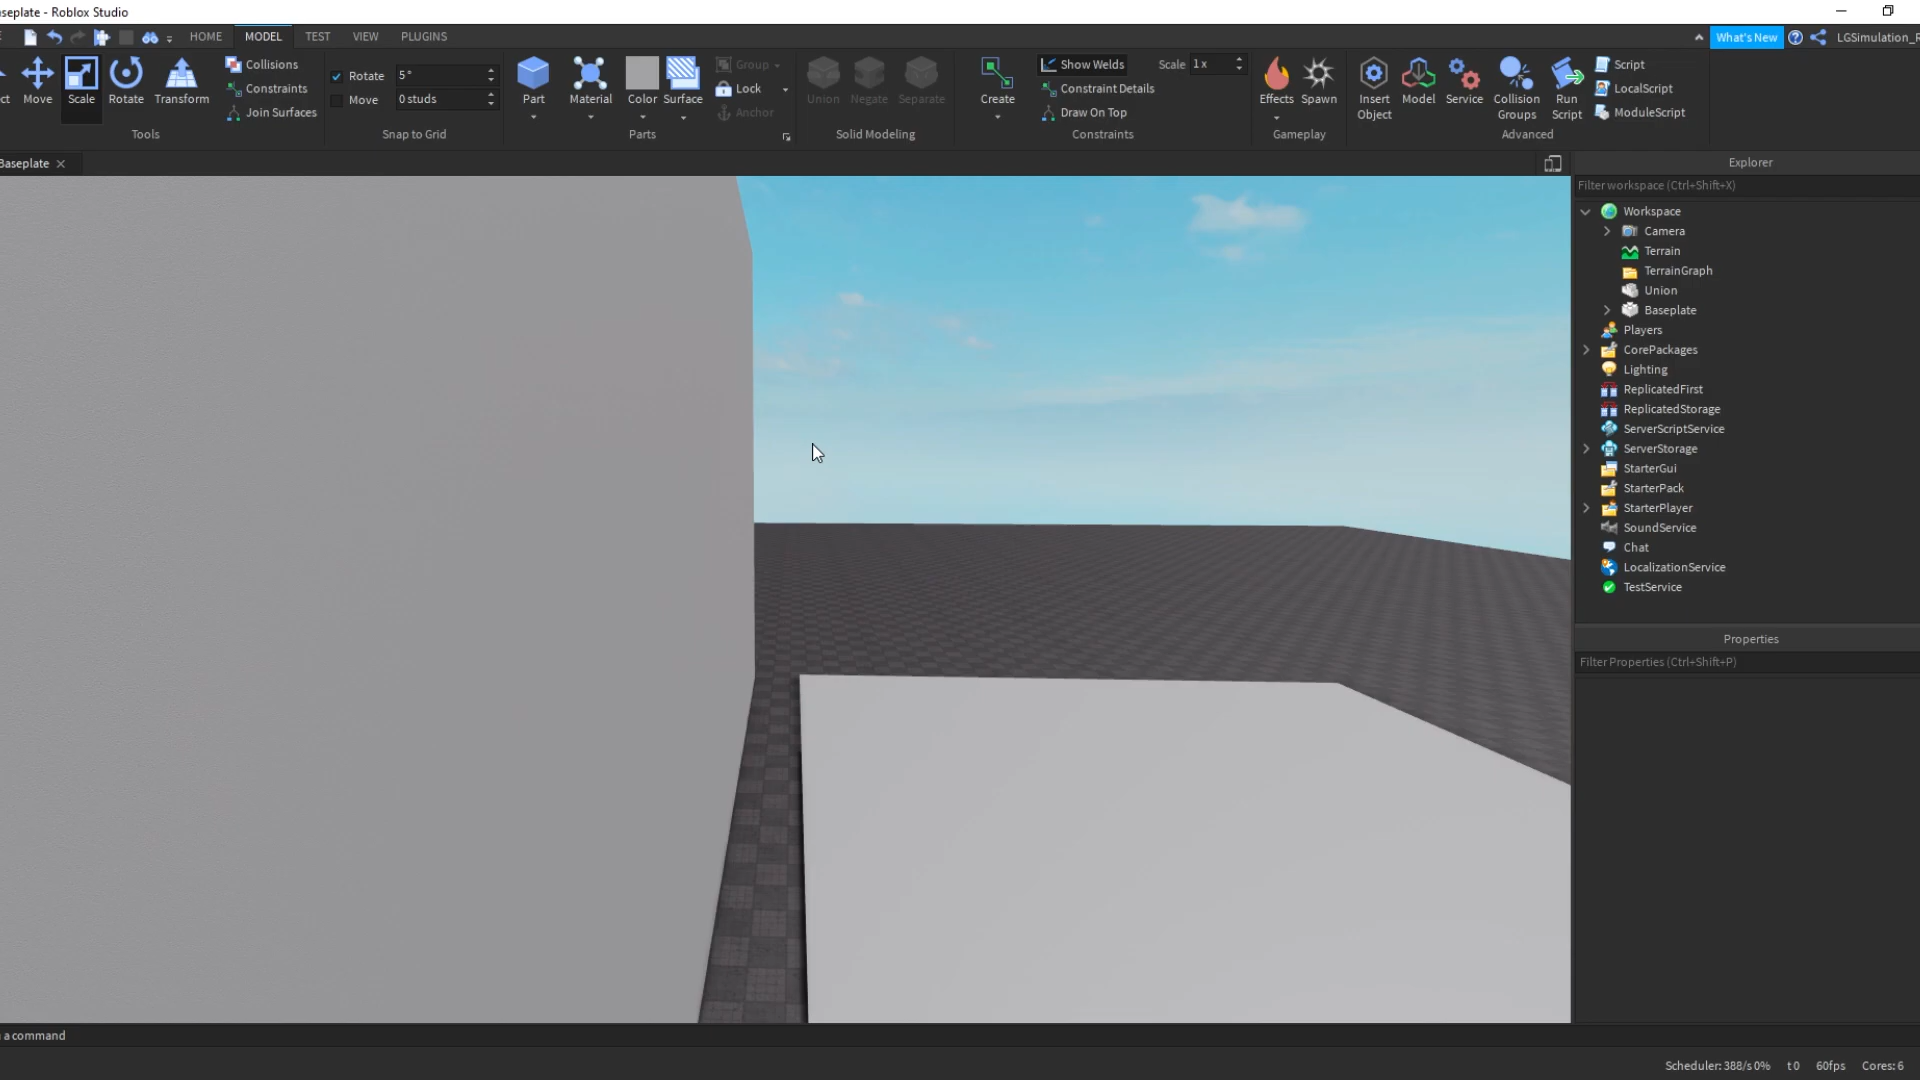 aseplate - Roblox Studio
E HOME MODEL TEST VIEW PLUGINS What's New LGSimulation_R
ct Move Scale Rotate Transform
Collisions
Constraints
Join Surfaces
Tools
Rotate 5°
Move 0 studs
Snap to Grid
Part Material Color Surface
Group
Lock
Anchor
Parts
Union Negate Separate
Solid Modeling
Create
Show Welds Scale 1 x
Constraint Details
Draw On Top
Constraints
Effects Spawn
Gameplay
Insert Object
Model
Service
Collision Groups
Run Script
Script
LocalScript
ModuleScript
Advanced
Baseplate
Explorer
Filter workspace (Ctrl+Shift+X)
Workspace
Camera
Terrain
TerrainGraph
Union
Baseplate
Players
CorePackages
Lighting
ReplicatedFirst
ReplicatedStorage
ServerScriptService
ServerStorage
StarterGui
StarterPack
StarterPlayer
SoundService
Chat
LocalizationService
TestService
Properties
Filter Properties (Ctrl+Shift+P)
a command
Scheduler: 388/s 0% t 0 60fps Cores: 6